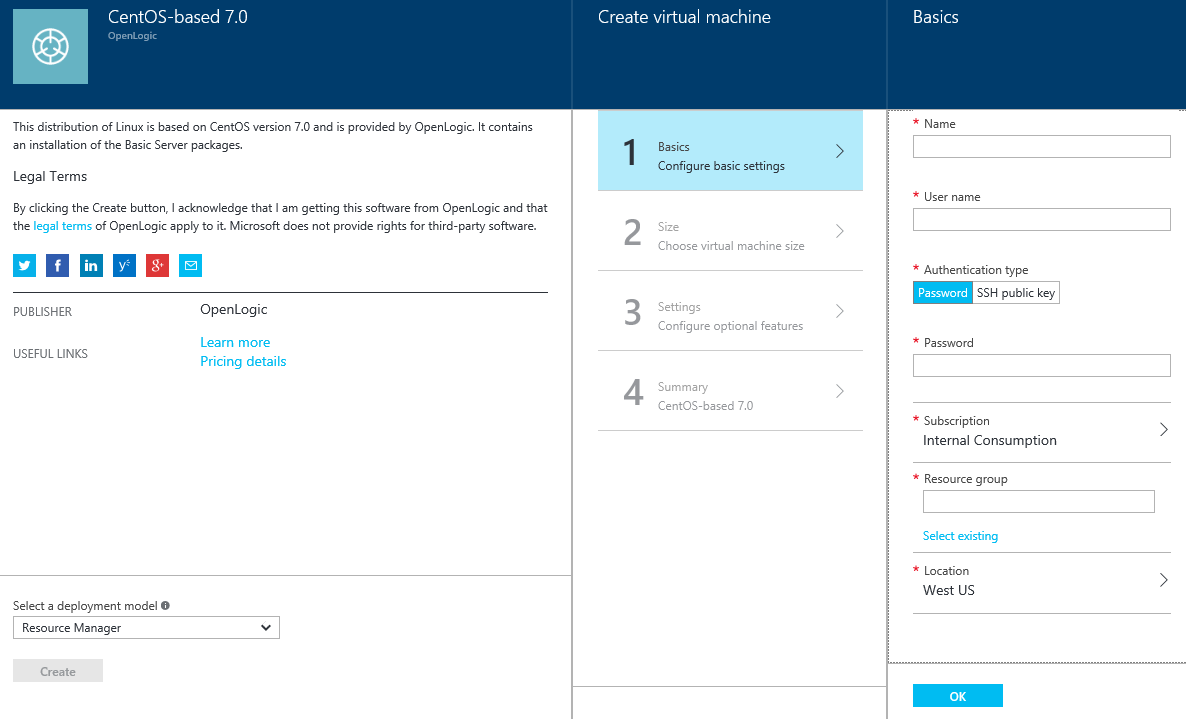 CentOS-based 7.0
OpenLogic
This distribution of Linux is based on CentOS version 7.0 and is provided by OpenLogic. It contains
an installation of the Basic Server packages.
Legal Terms
By clicking the Create button, I acknowledge that I am getting this software from OpenLogic and that
the legal terms of OpenLogic apply to it. Microsoft does not provide rights for third-party software.
f
in
y
g+
PUBLISHER
OpenLogic
USEFUL LINKS
Learn more
Pricing details
Select a deployment model
Resource Manager
Create
Create virtual machine
1
Basics
Configure basic settings
2
Size
Choose virtual machine size
3
Settings
Configure optional features
4
Summary
CentOS-based 7.0
Basics
* Name
* User name
* Authentication type
Password SSH public key
* Password
* Subscription
Internal Consumption
* Resource group
Select existing
* Location
West US
OK